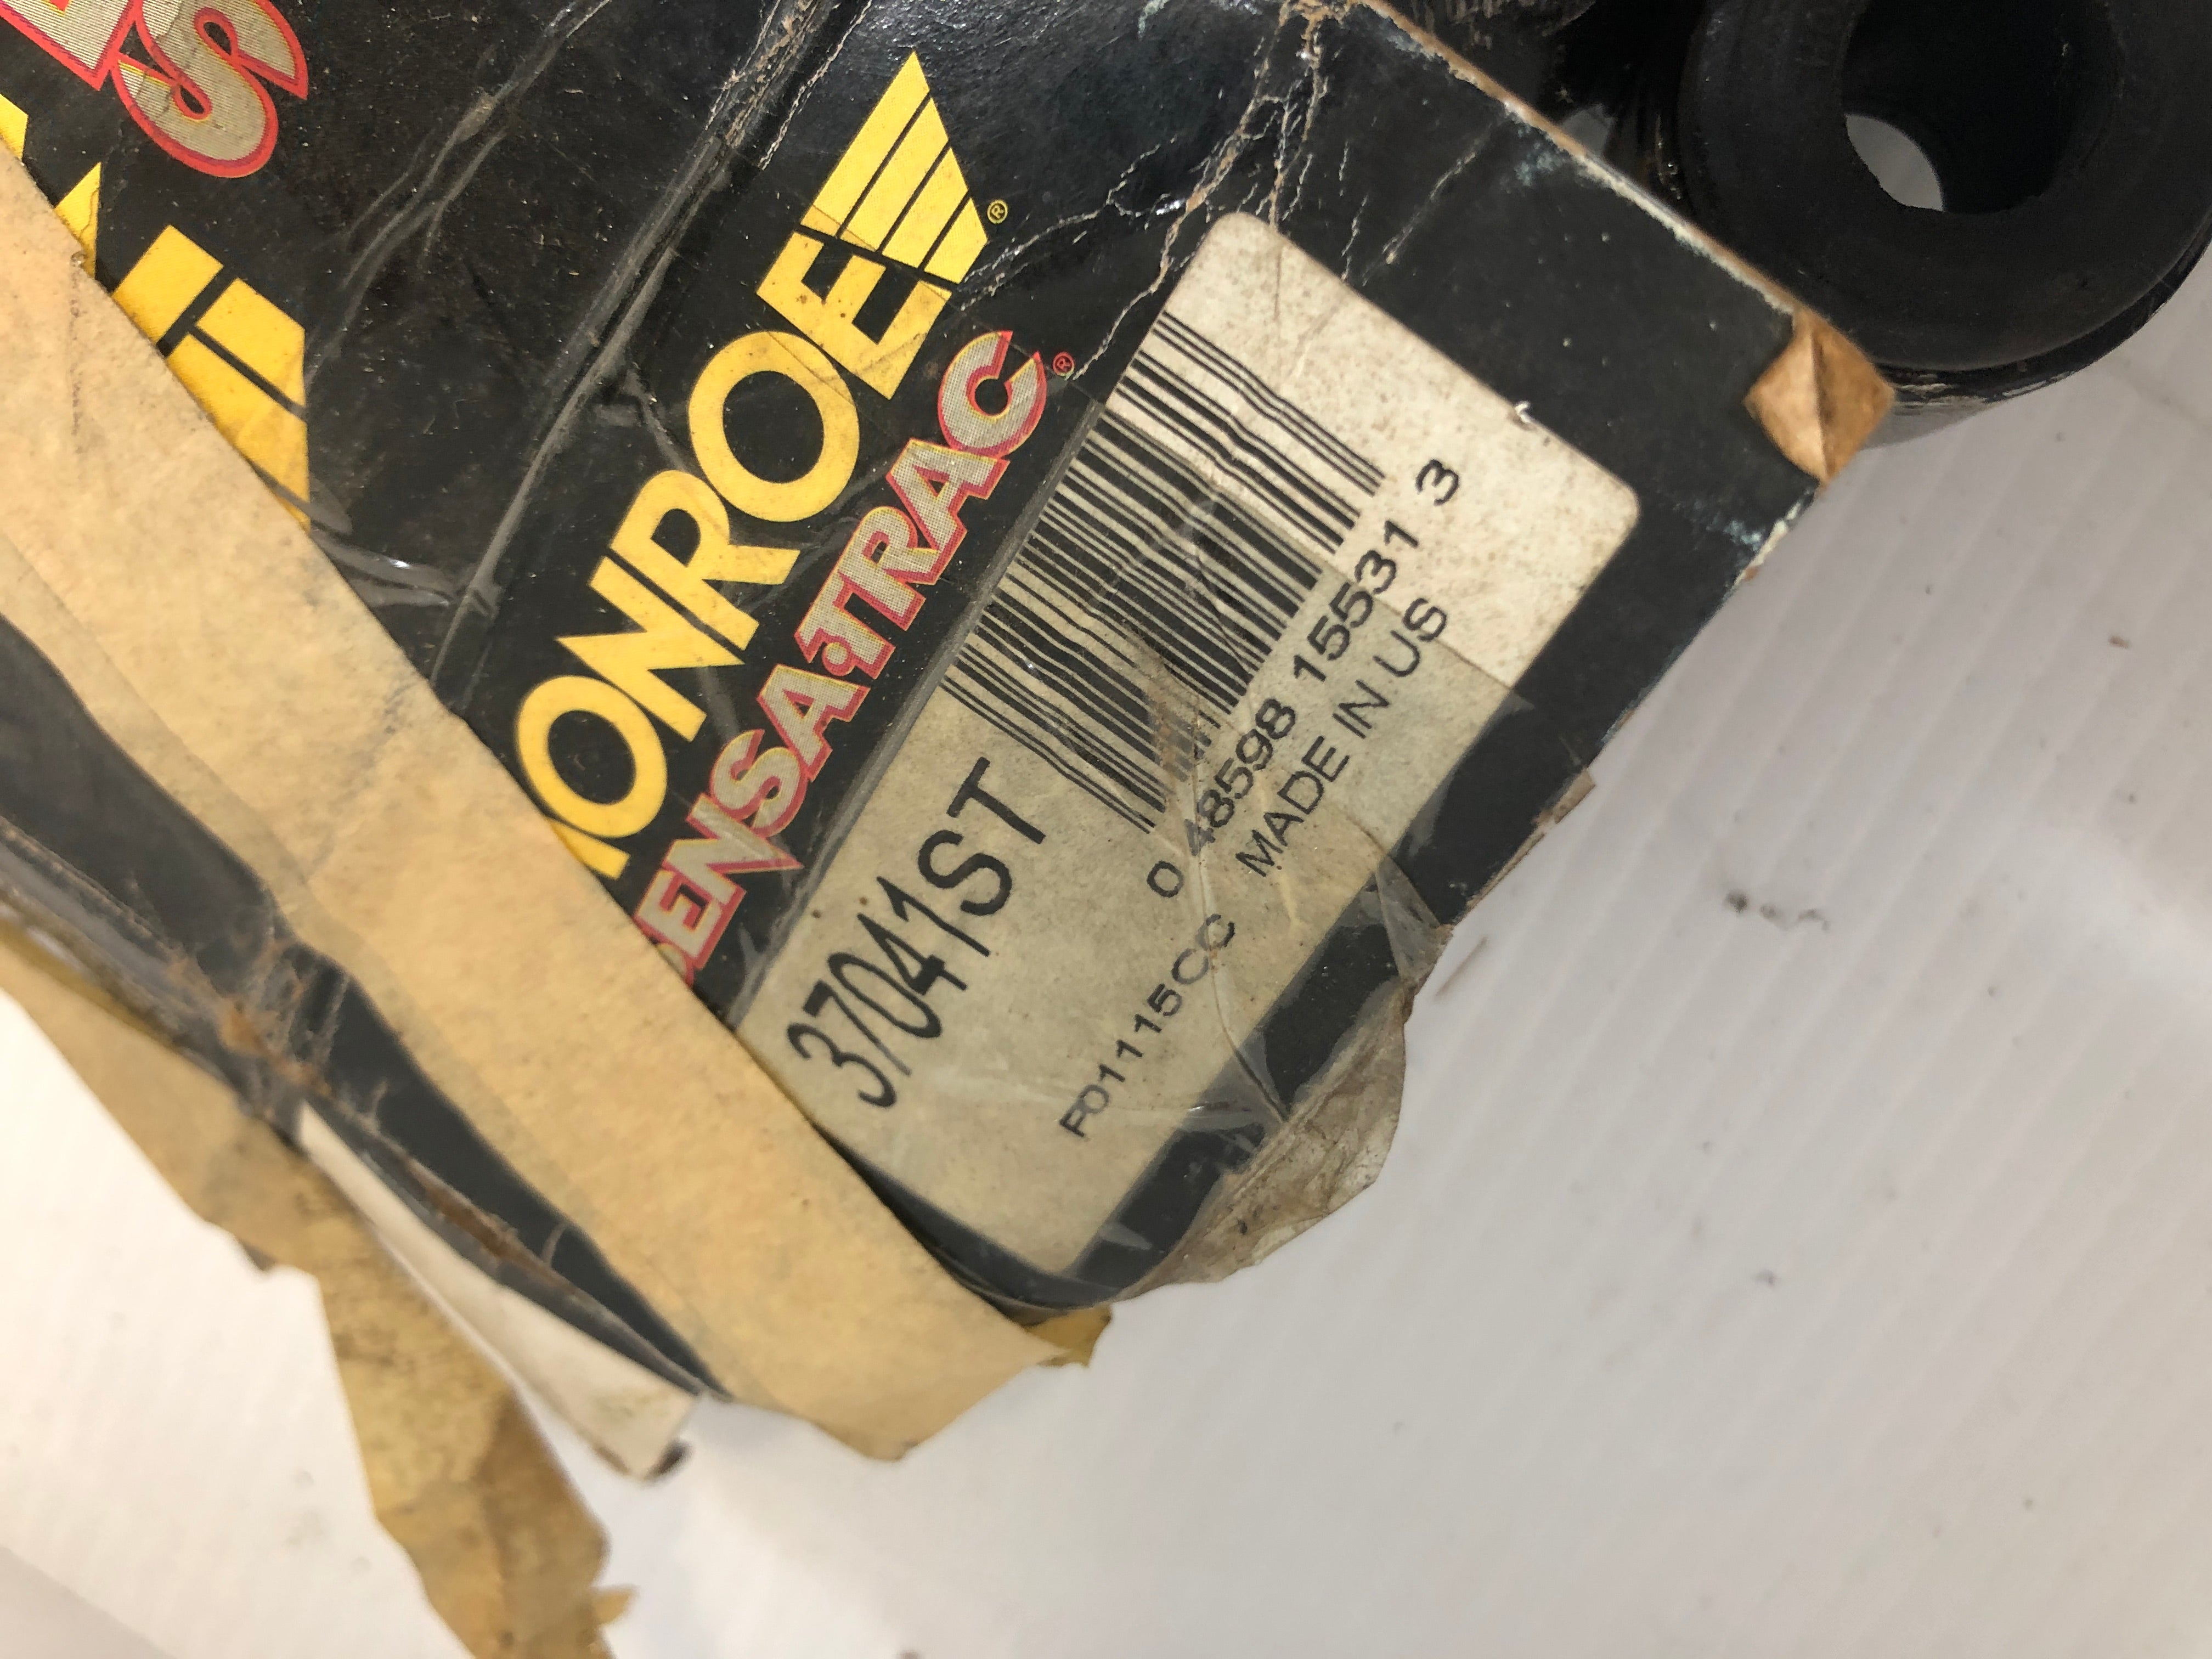 S
MONROE®
SENSA•TRAC®
37041ST
0 48598 15531 3
P01115CC MADE IN US